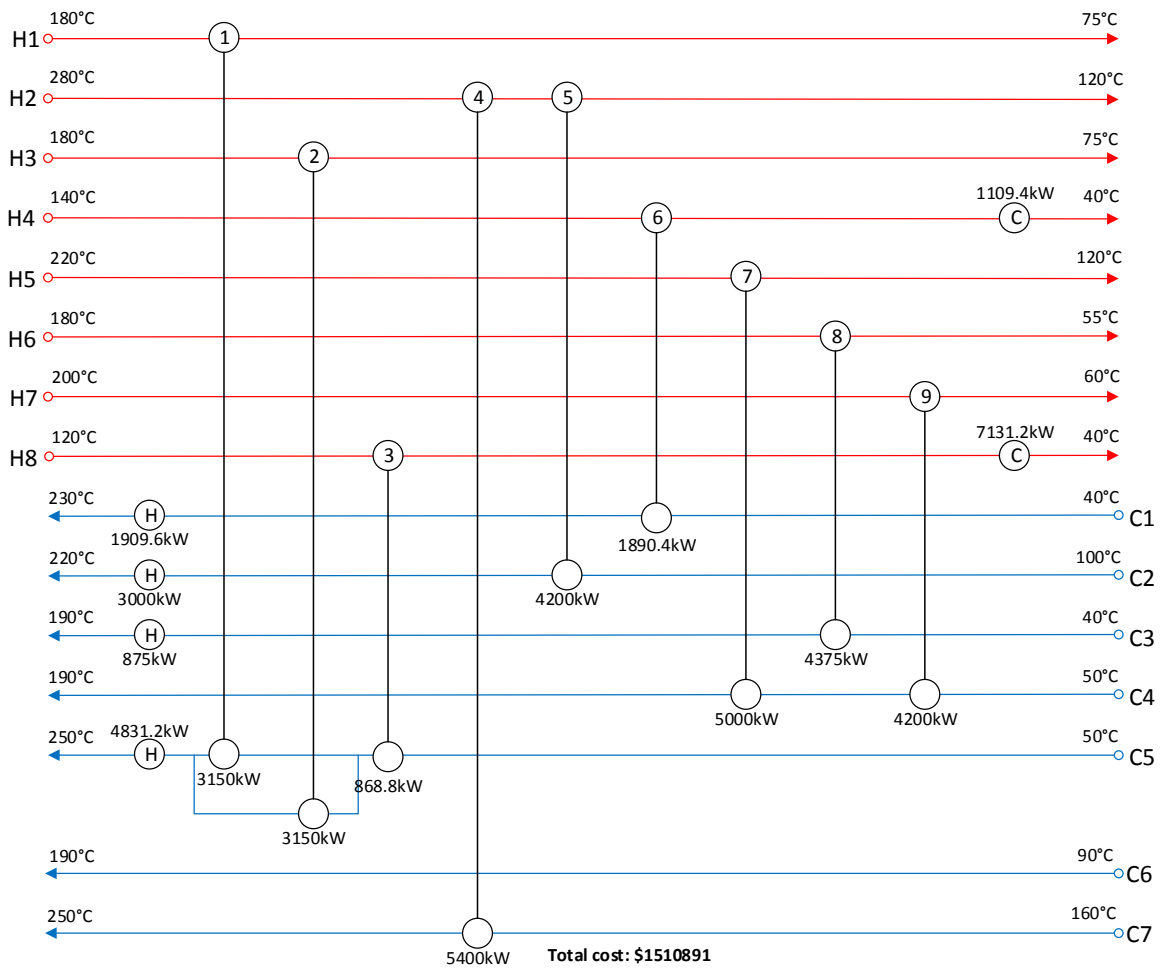 180°C 75°C
H1 1
280°C 120°C
H2 4 5
180°C 75°C
H3 2
140°C 1109.4kW 40°C
H4 6 C
220°C 120°C
H5 7
180°C 55°C
H6 8
200°C 60°C
H7 9
120°C 7131.2kW 40°C
H8 3 C
230°C 40°C
H C1
1909.6kW 1890.4kW
220°C 100°C
H C2
3000kW 4200kW
190°C 40°C
H C3
875kW 4375kW
190°C 50°C
C4
5000kW 4200kW
250°C 4831.2kW 50°C
H C5
3150kW 868.8kW
3150kW
190°C 90°C
C6
250°C 160°C
C7
5400kW Total cost: $1510891